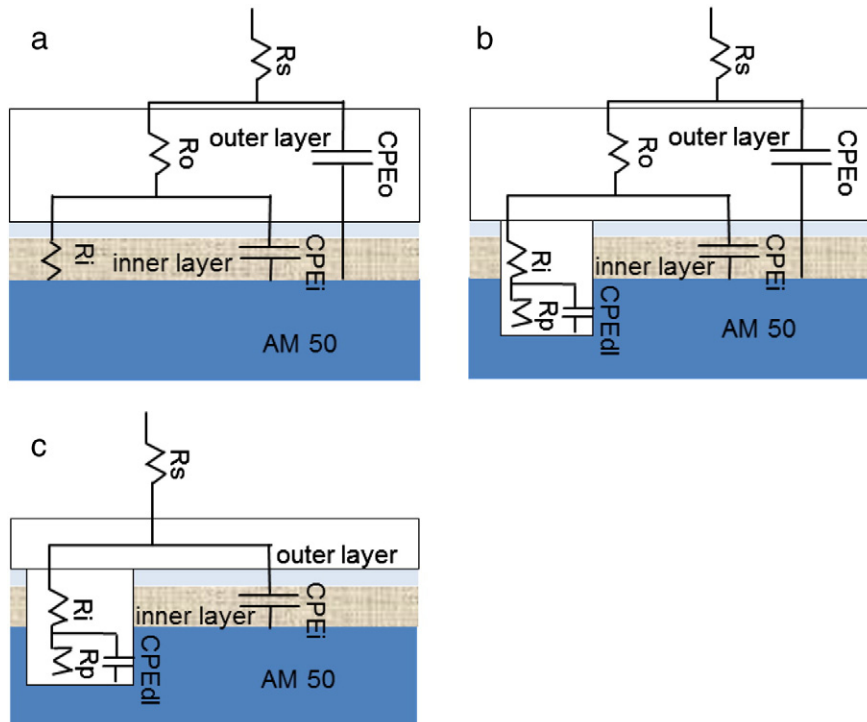 a
Rs
outer layer
Ro
CPEo
Ri
inner layer
CPEi
AM 50
b
Rs
outer layer
Ro
CPEo
Ri
inner layer
CPEi
Rp
CPEdl
AM 50
c
Rs
outer layer
Ri
inner layer
CPEi
Rp
CPEdl
AM 50